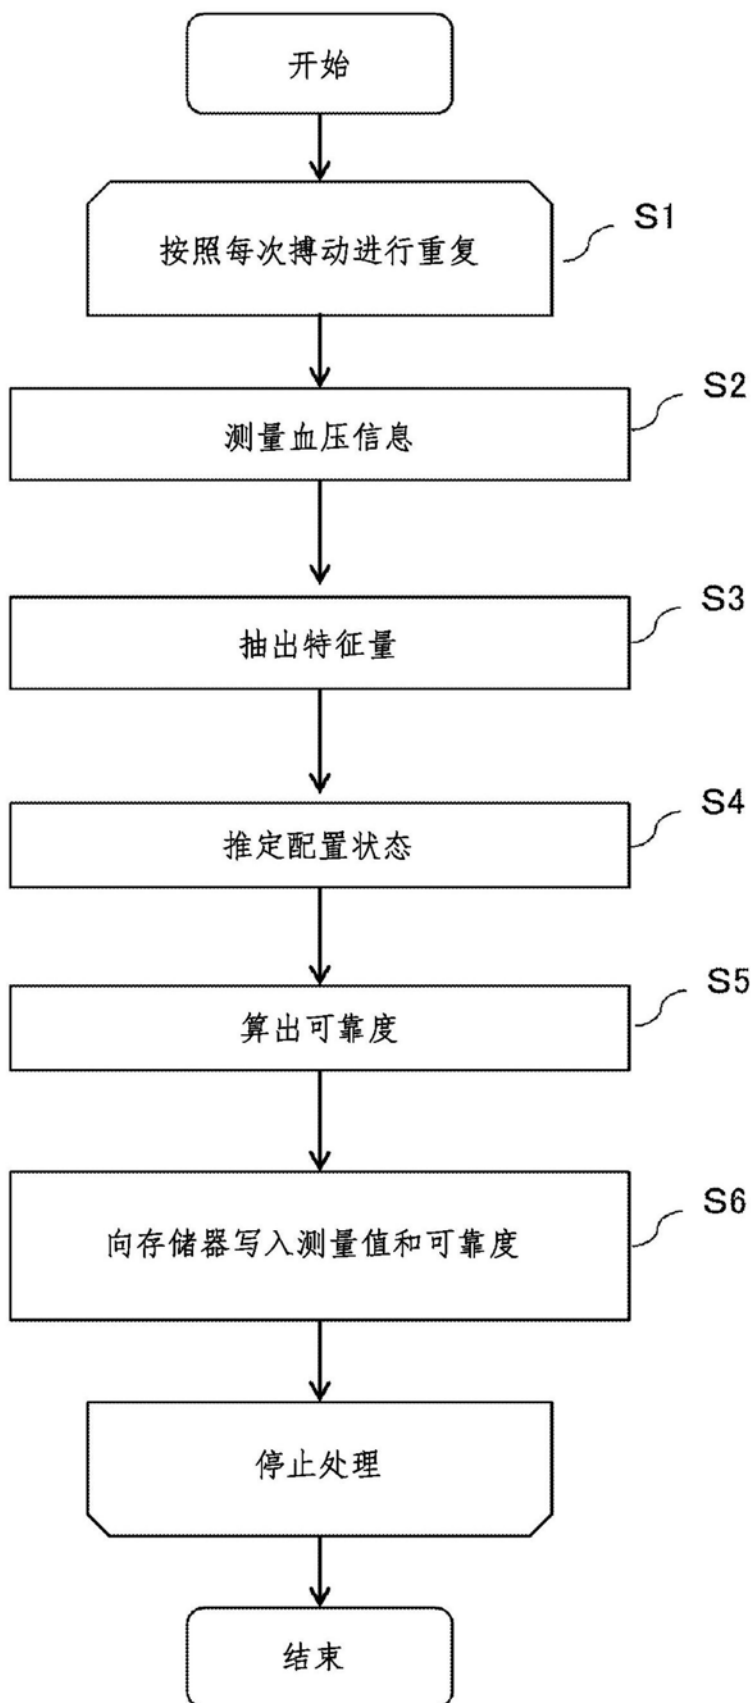 开始
按照每次搏动进行重复
S1
测量血压信息
S2
抽出特征量
S3
推定配置状态
S4
算出可靠度
S5
向存储器写入测量值和可靠度
S6
停止处理
结束